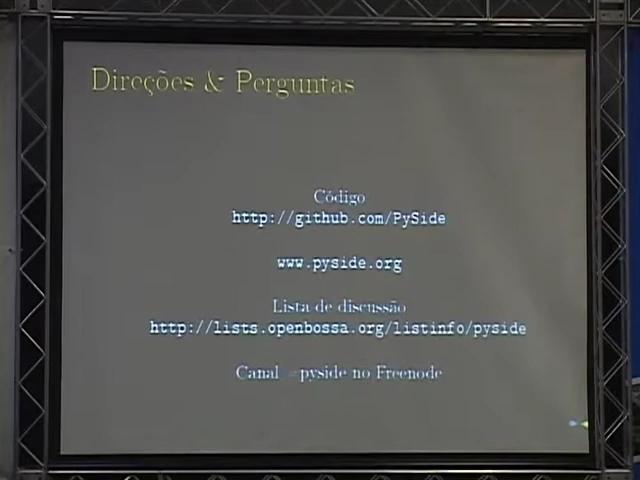 Direções & Perguntas
Código
http://github.com/PySide
www.pyside.org
Lista de discussão
http://lists.openbossa.org/listinfo/pyside
Canal #pyside no Freenode